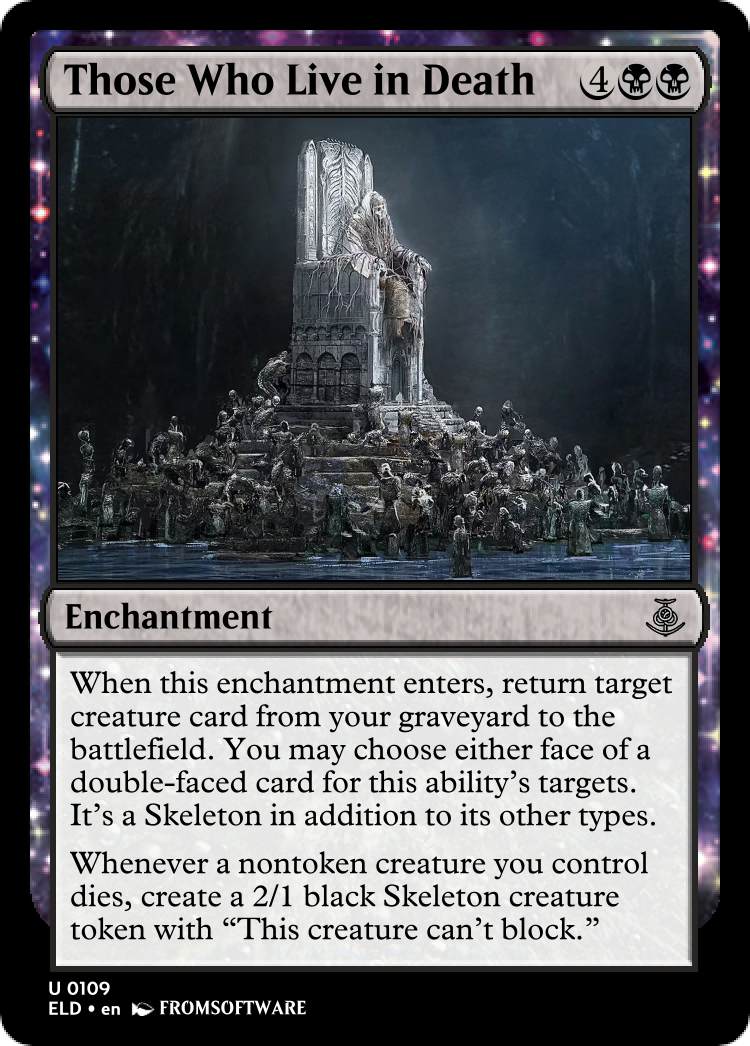 Those Who Live in Death 4
Enchantment
When this enchantment enters, return target
creature card from your graveyard to the
battlefield. You may choose either face of a
double-faced card for this ability’s targets.
It’s a Skeleton in addition to its other types.
Whenever a nontoken creature you control
dies, create a 2/1 black Skeleton creature
token with “This creature can’t block.”
U 0109
ELD • en FROMSOFTWARE